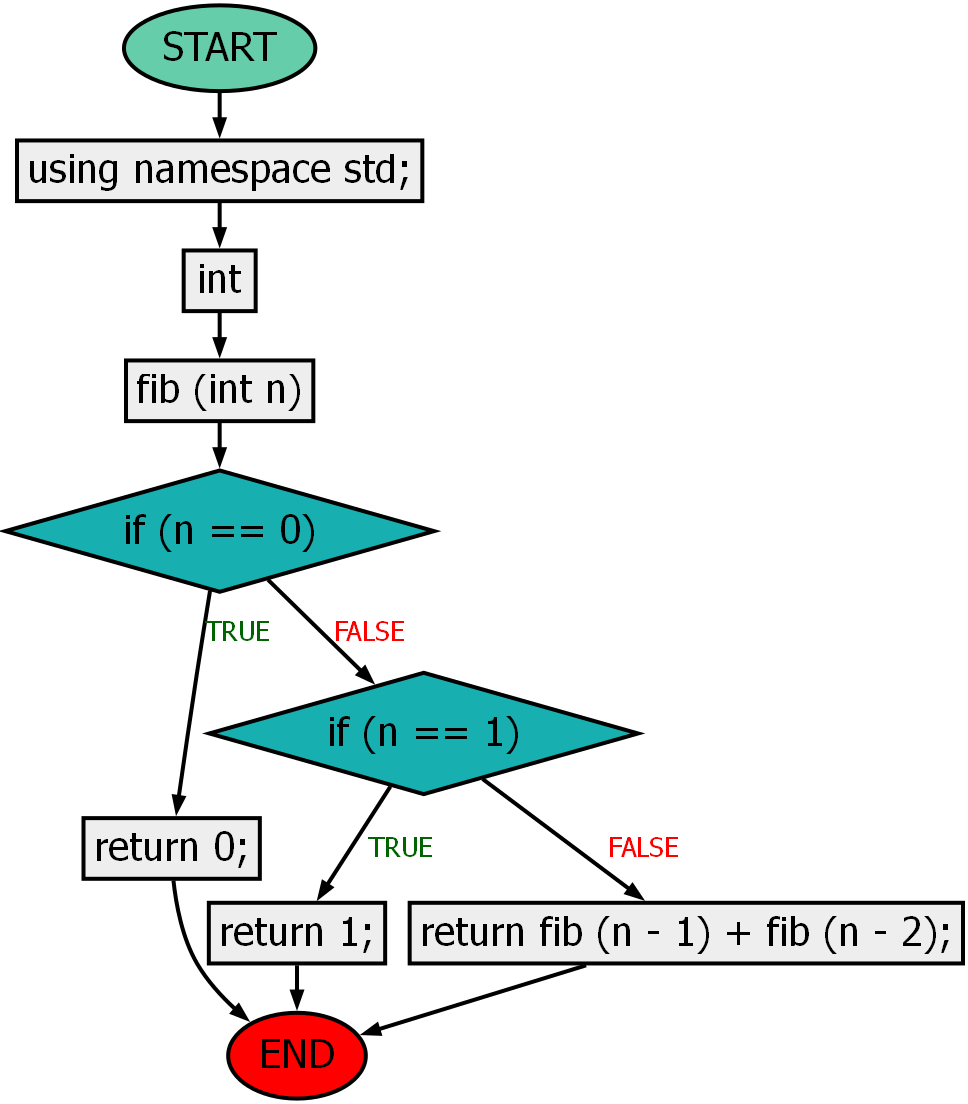 START
using namespace std;
int
fib (int n)
if (n == 0)
TRUE
FALSE
if (n == 1)
return 0;
TRUE
FALSE
return 1;
return fib (n - 1) + fib (n - 2);
END